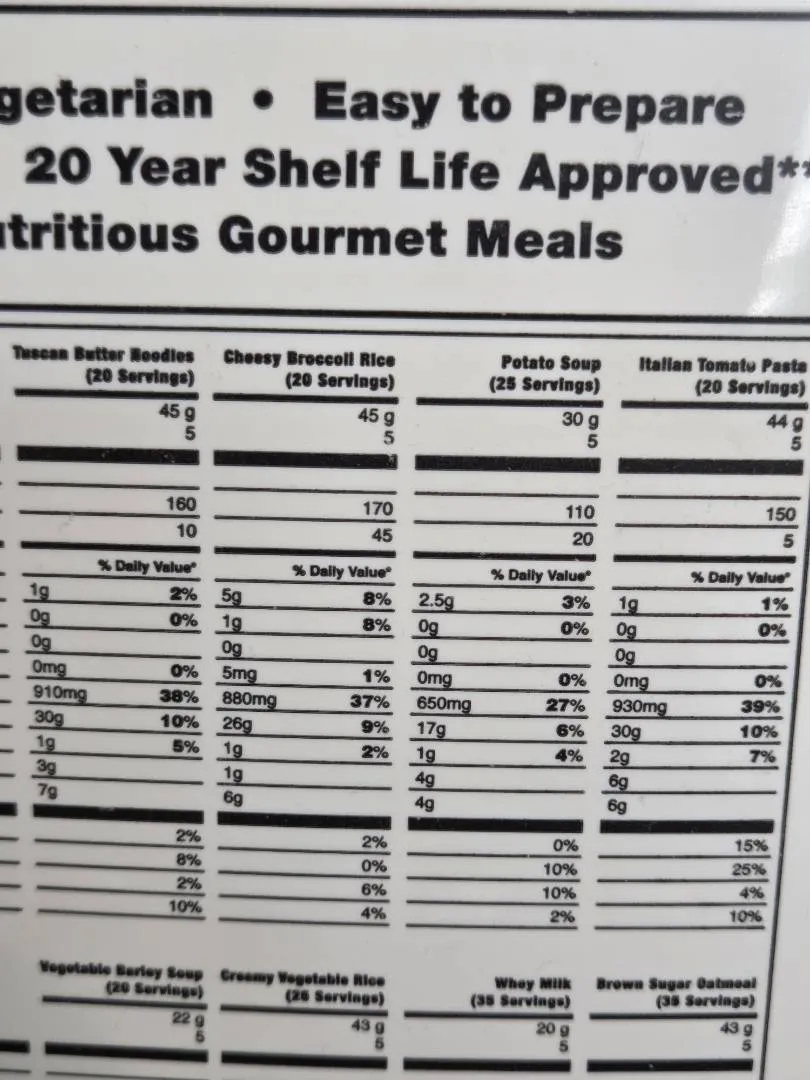 getarian • Easy to Prepare
20 Year Shelf Life Approved**
tritious Gourmet Meals
Tuscan Butter Noodles Cheesy Broccoli Rice Potato Soup Italian Tomato Pasta
(20 Servings) (20 Servings) (25 Servings) (20 Servings)
45 g 45 g 30 g 44 g
5 5 5 5
160 170 110 150
10 45 20 5
% Daily Value* % Daily Value* % Daily Value* % Daily Value*
1g 2% 5g 8% 2.5g 3% 1g 1%
0g 0% 1g 8% 0g 0% 0g 0%
0g 0g 0g 0g
0mg 0% 5mg 1% 0mg 0% 0mg 0%
910mg 38% 880mg 37% 650mg 27% 930mg 39%
30g 10% 26g 9% 17g 6% 30g 10%
1g 5% 1g 2% 1g 4% 2g 7%
3g 1g 4g 6g
7g 6g 4g 6g
2% 2% 0% 15%
8% 0% 10% 25%
2% 6% 10% 4%
10% 4% 2% 10%
Vegetable Barley Soup Creamy Vegetable Rice Whey Milk Brown Sugar Oatmeal
(20 Servings) Servings) (35 Servings) Servings)
22 g 43 g 20 g 43 g
5 5 5 5